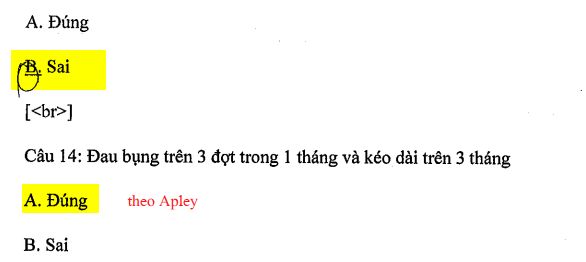 A. Đúng
B. Sai
[<br>]
Câu 14: Đau bụng trên 3 đợt trong 1 tháng và kéo dài trên 3 tháng
A. Đúng theo Apley
B. Sai